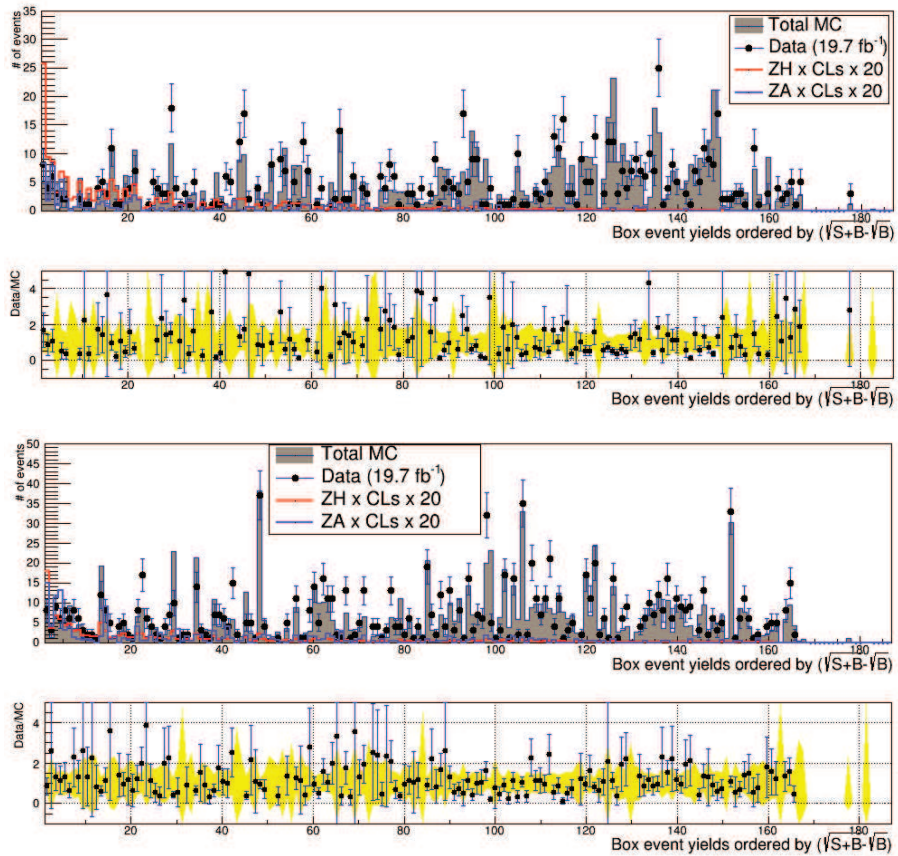 35
30
25
20
15
10
5
0
# of events
Total MC
Data (19.7 fb⁻¹)
ZH x CLs x 20
ZA x CLs x 20
20 40 60 80 100 120 140 160 180
Box event yields ordered by (√S+B-√B)
Data/MC
4
2
0
20 40 60 80 100 120 140 160 180
Box event yields ordered by (√S+B-√B)
50
45
40
35
30
25
20
15
10
5
0
# of events
Total MC
Data (19.7 fb⁻¹)
ZH x CLs x 20
ZA x CLs x 20
20 40 60 80 100 120 140 160 180
Box event yields ordered by (√S+B-√B)
Data/MC
4
2
0
20 40 60 80 100 120 140 160 180
Box event yields ordered by (√S+B-√B)